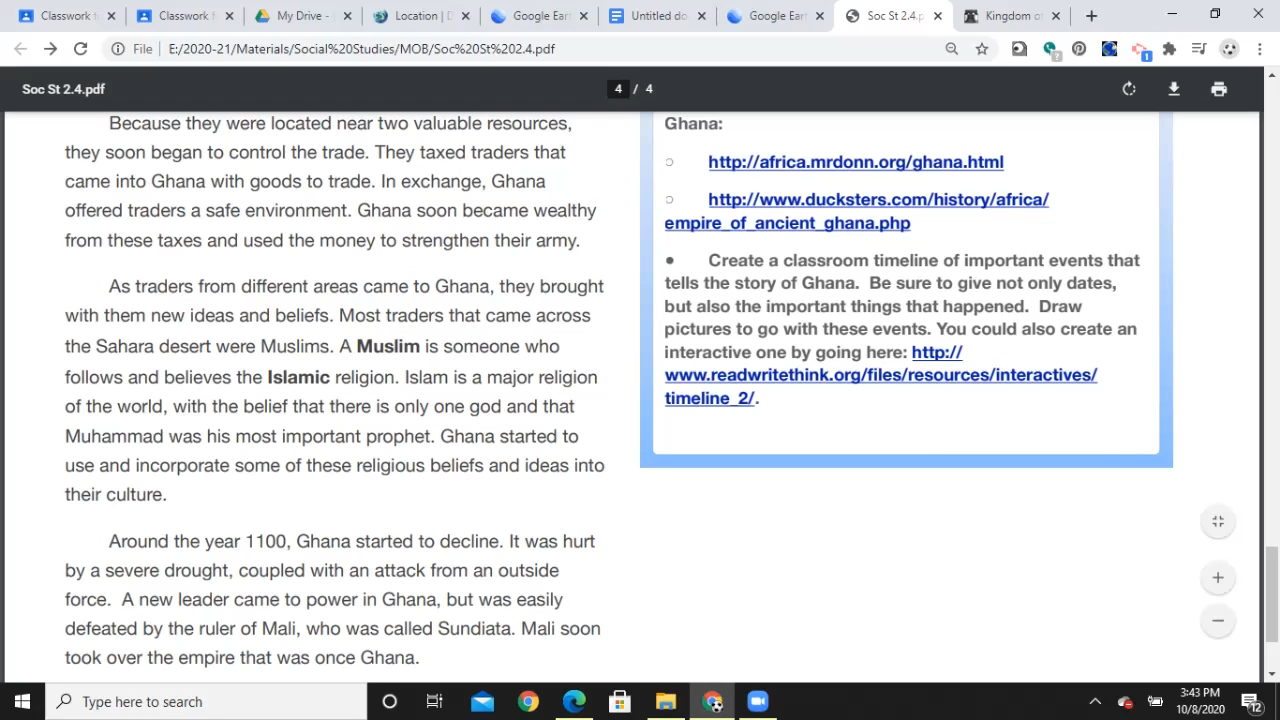 Classwork f
Classwork f
My Drive -
Location | D
Google Eart
Untitled do
Google Eart
Soc St 2.4.p
Kingdom of
File
E:/2020-21/Materials/Social%20Studies/MOB/Soc%20St%202.4.pdf
?
1
Soc St 2.4.pdf
4 / 4
Because they were located near two valuable resources,
they soon began to control the trade. They taxed traders that
came into Ghana with goods to trade. In exchange, Ghana
offered traders a safe environment. Ghana soon became wealthy
from these taxes and used the money to strengthen their army.
As traders from different areas came to Ghana, they brought
with them new ideas and beliefs. Most traders that came across
the Sahara desert were Muslims. A Muslim is someone who
follows and believes the Islamic religion. Islam is a major religion
of the world, with the belief that there is only one god and that
Muhammad was his most important prophet. Ghana started to
use and incorporate some of these religious beliefs and ideas into
their culture.
Around the year 1100, Ghana started to decline. It was hurt
by a severe drought, coupled with an attack from an outside
force. A new leader came to power in Ghana, but was easily
defeated by the ruler of Mali, who was called Sundiata. Mali soon
took over the empire that was once Ghana.
Ghana:
http://africa.mrdonn.org/ghana.html
http://www.ducksters.com/history/africa/
empire_of_ancient_ghana.php
Create a classroom timeline of important events that
tells the story of Ghana. Be sure to give not only dates,
but also the important things that happened. Draw
pictures to go with these events. You could also create an
interactive one by going here: http://
www.readwritethink.org/files/resources/interactives/
timeline_2/.
Type here to search
3:43 PM
10/8/2020
12